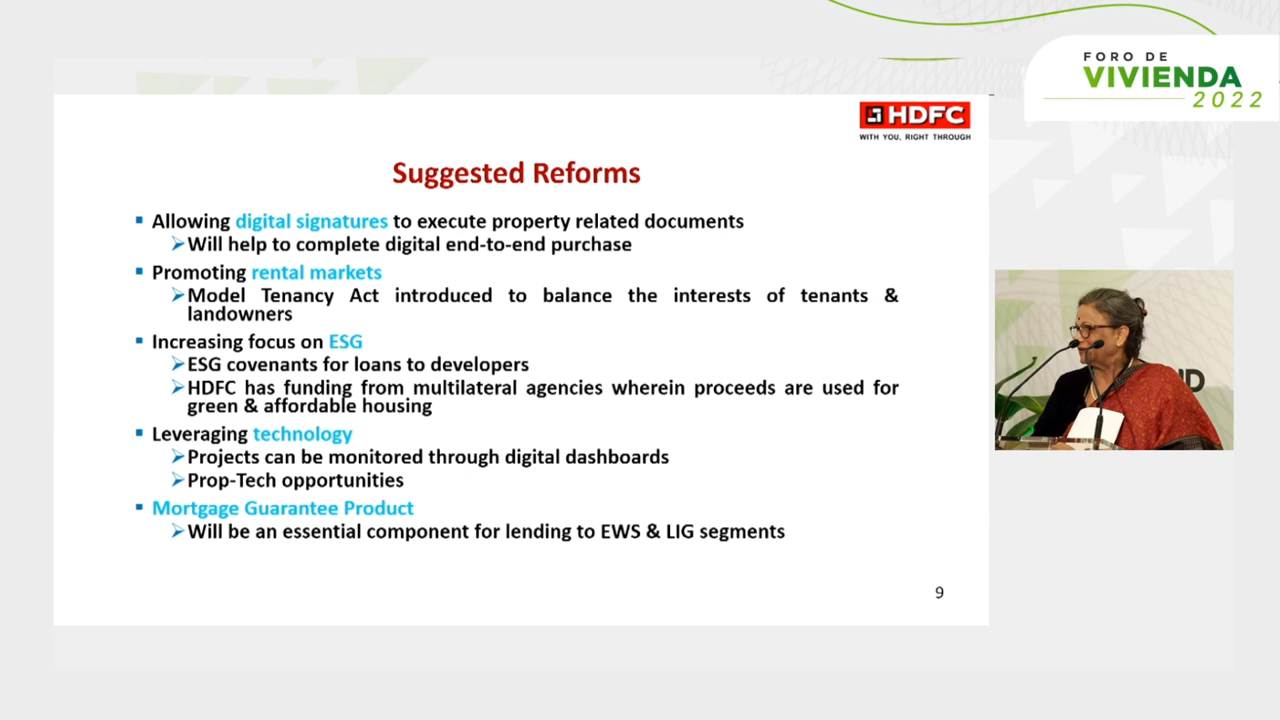 FORO DE
VIVIENDA
2022
HDFC
WITH YOU, RIGHT THROUGH
Suggested Reforms
▪ Allowing digital signatures to execute property related documents
➢Will help to complete digital end-to-end purchase
▪ Promoting rental markets
➢Model Tenancy Act introduced to balance the interests of tenants &
landowners
▪ Increasing focus on ESG
➢ESG covenants for loans to developers
➢HDFC has funding from multilateral agencies wherein proceeds are used for
green & affordable housing
▪ Leveraging technology
➢Projects can be monitored through digital dashboards
➢Prop-Tech opportunities
▪ Mortgage Guarantee Product
➢Will be an essential component for lending to EWS & LIG segments
9